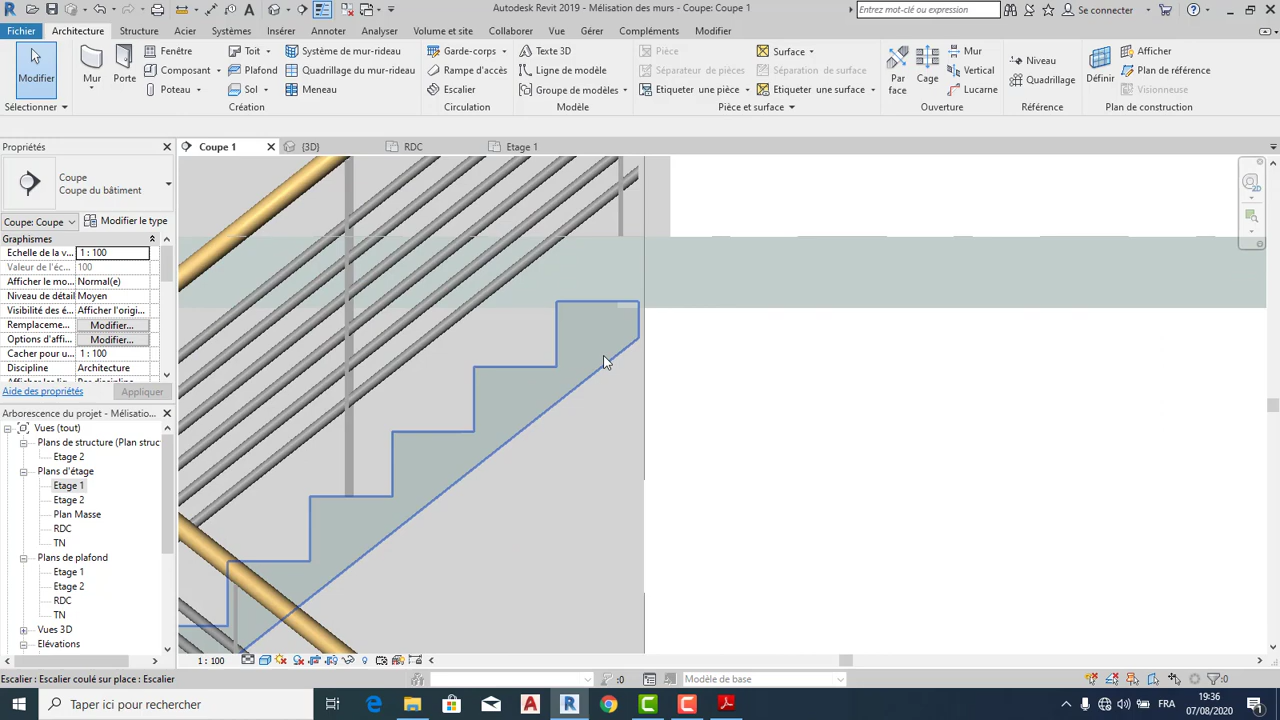 Autodesk Revit 2019 - Mélisation des murs - Coupe: Coupe 1
Entrez mot-clé ou expression
Se connecter
Fichier
Architecture
Structure
Acier
Systèmes
Insérer
Annoter
Analyser
Volume et site
Collaborer
Vue
Gérer
Compléments
Modifier
Modifier
Mur
Porte
Fenêtre
Composant
Poteau
Toit
Plafond
Sol
Système de mur-rideau
Quadrillage du mur-rideau
Meneau
Garde-corps
Rampe d'accès
Escalier
Texte 3D
Ligne de modèle
Groupe de modèles
Pièce
Séparateur de pièces
Etiqueter une pièce
Surface
Séparation de surface
Etiqueter une surface
Par face
Cage
Mur
Vertical
Lucarne
Niveau
Quadrillage
Définir
Afficher
Plan de référence
Visionneuse
Sélectionner
Création
Circulation
Modèle
Pièce et surface
Ouverture
Référence
Plan de construction
Propriétés
Coupe 1
{3D}
RDC
Etage 1
Coupe
Coupe du bâtiment
Coupe: Coupe
Modifier le type
Graphismes
Echelle de la v... 1 : 100
Valeur de l'éc... 100
Afficher le mo... Normal(e)
Niveau de détail Moyen
Visibilité des é... Afficher l'origi...
Remplaceme... Modifier...
Options d'affi... Modifier...
Cacher pour u... 1 : 100
Discipline Architecture
Aide des propriétés
Appliquer
Arborescence du projet - Mélisatio...
Vues (tout)
Plans de structure (Plan struc
Etage 2
Plans d'étage
Etage 1
Etage 2
Plan Masse
RDC
TN
Plans de plafond
Etage 1
Etage 2
RDC
TN
Vues 3D
Elévations
2D
1 : 100
Escalier : Escalier coulé sur place : Escalier
:0
Modèle de base
:0
Taper ici pour rechercher
FRA
19:36
07/08/2020